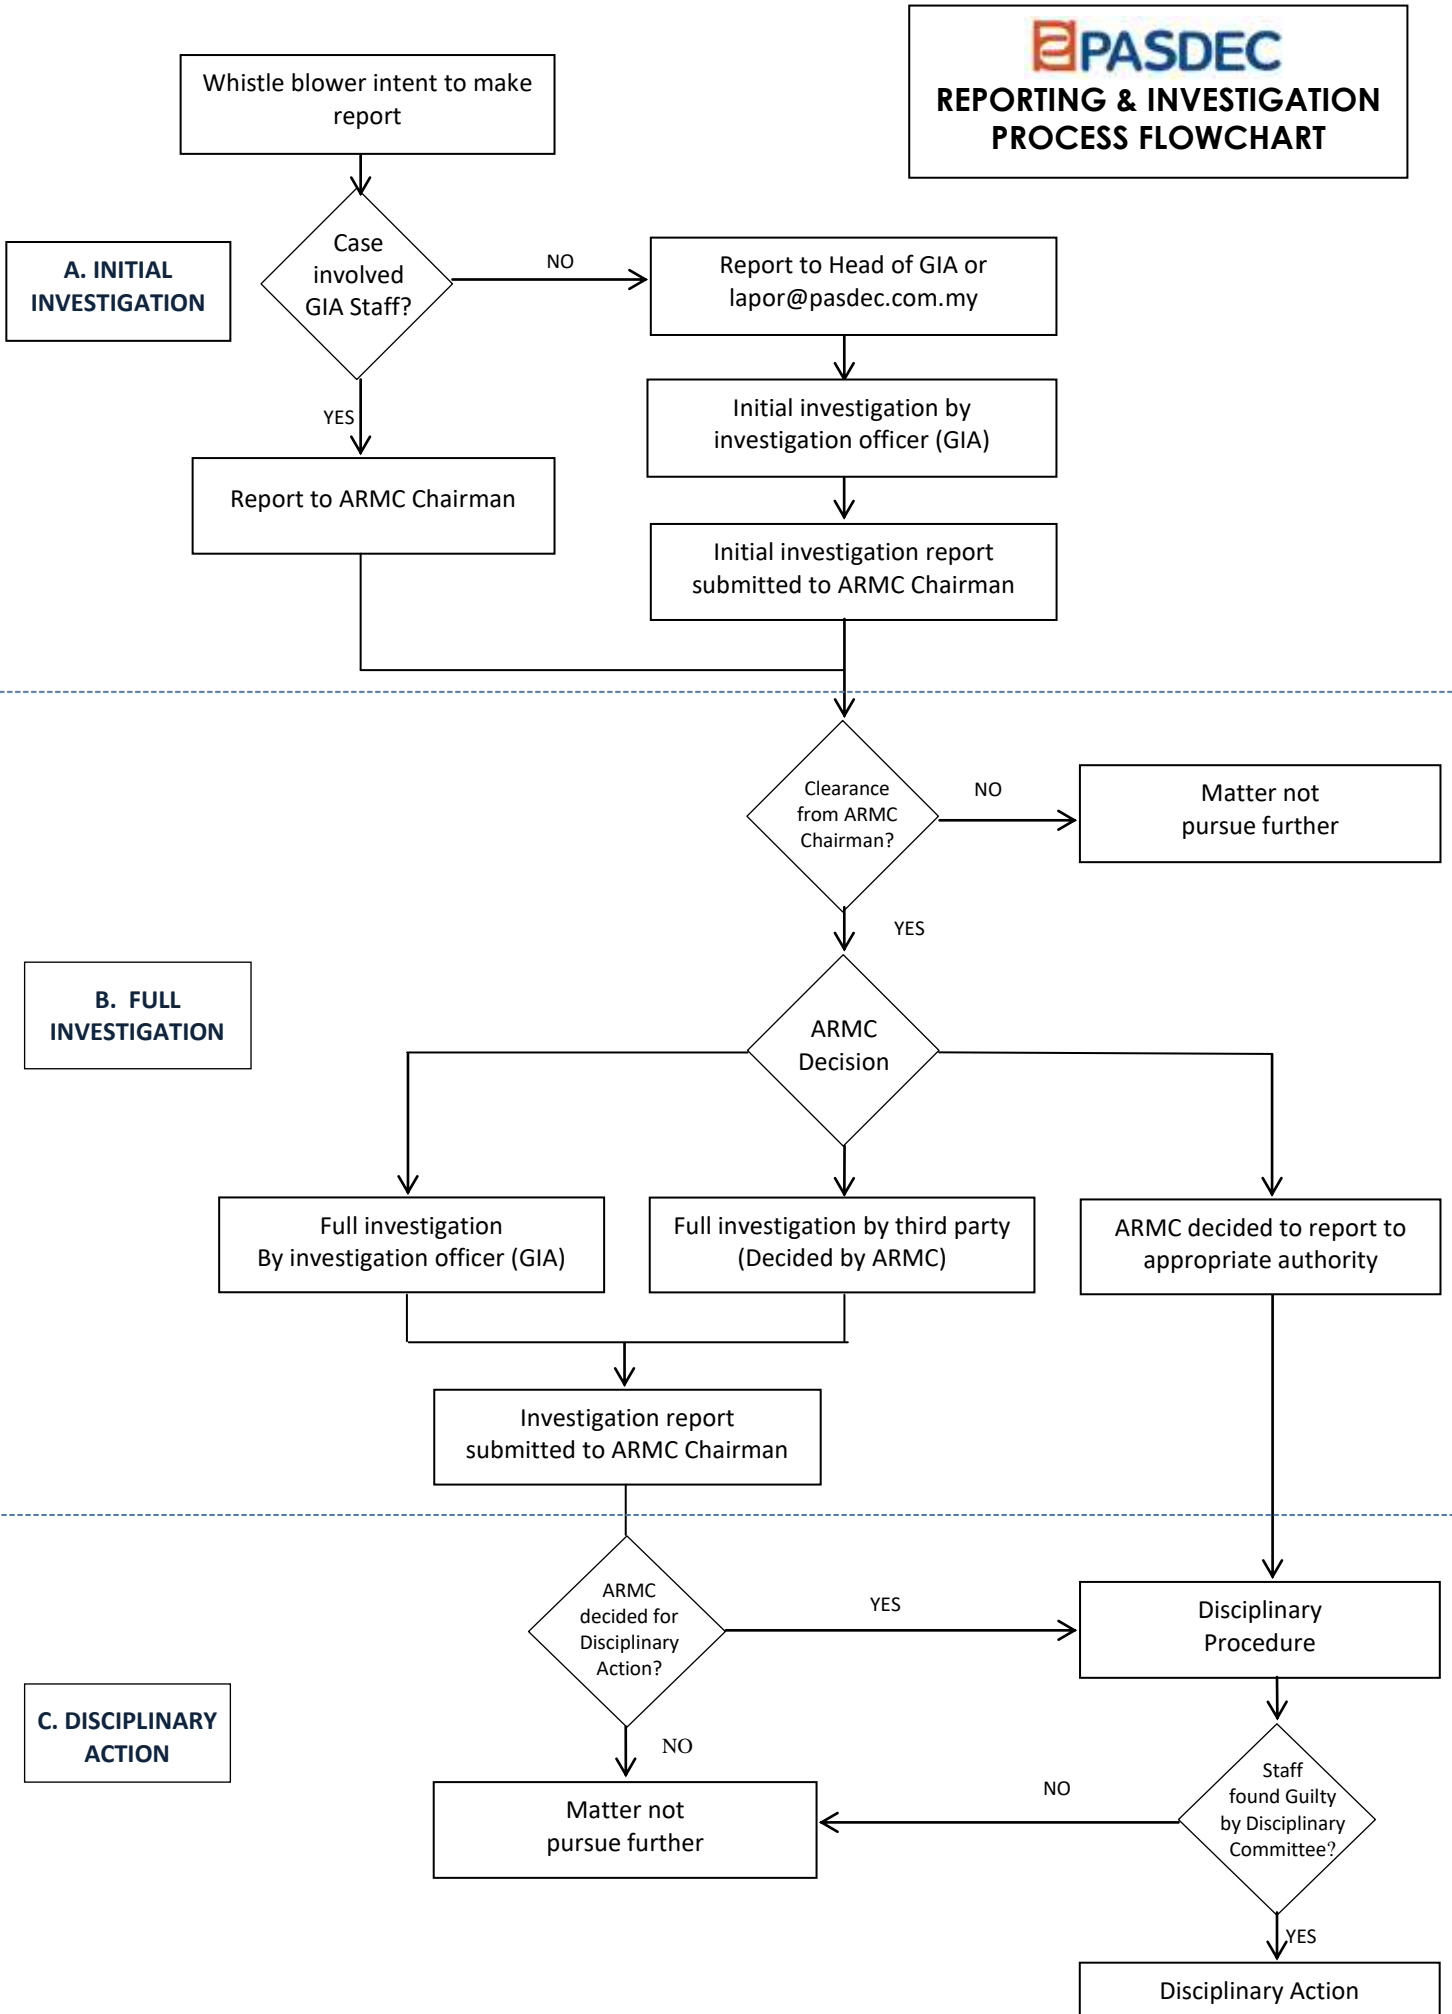 PASDEC
REPORTING & INVESTIGATION
PROCESS FLOWCHART
Whistle blower intent to make
report
A. INITIAL
INVESTIGATION
Case
involved
GIA Staff?
NO
Report to Head of GIA or
lapor@pasdec.com.my
YES
Initial investigation by
investigation officer (GIA)
Report to ARMC Chairman
Initial investigation report
submitted to ARMC Chairman
Clearance
from ARMC
Chairman?
NO
Matter not
pursue further
YES
B. FULL
INVESTIGATION
ARMC
Decision
Full investigation
By investigation officer (GIA)
Full investigation by third party
(Decided by ARMC)
ARMC decided to report to
appropriate authority
Investigation report
submitted to ARMC Chairman
ARMC
decided for
Disciplinary
Action?
YES
Disciplinary
Procedure
C. DISCIPLINARY
ACTION
NO
Matter not
pursue further
NO
Staff
found Guilty
by Disciplinary
Committee?
YES
Disciplinary Action